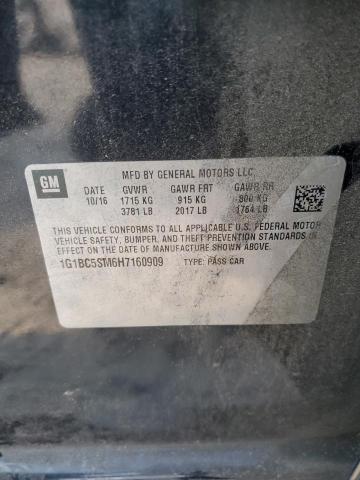 GM
MFD BY GENERAL MOTORS LLC
DATE GVWR GAWR FRT GAWR RR
10/16 1715 KG 915 KG 800 KG
3781 LB 2017 LB 1764 LB
THIS VEHICLE CONFORMS TO ALL APPLICABLE U.S. FEDERAL MOTOR
VEHICLE SAFETY, BUMPER, AND THEFT PREVENTION STANDARDS
IN EFFECT ON THE DATE OF MANUFACTURE SHOWN ABOVE.
1G1BC5SM6H7160909 TYPE: PASS CAR